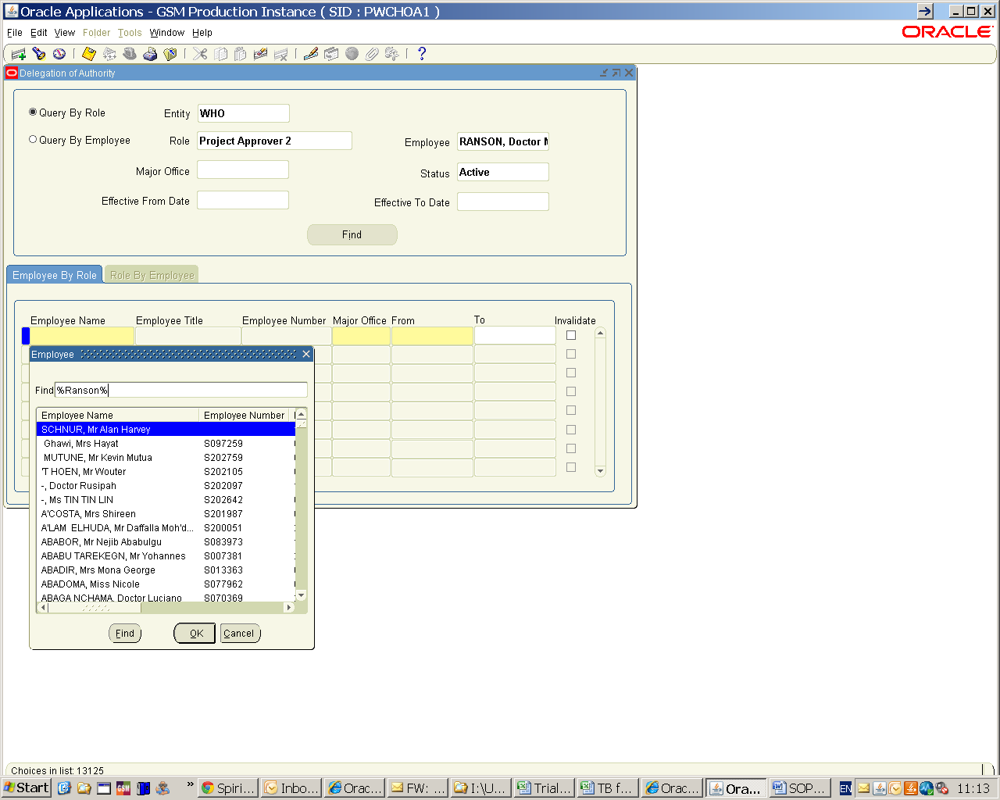 Oracle Applications - GSM Production Instance ( SID : PWCHOA1 )
File Edit View Folder Tools Window Help
ORACLE
Delegation of Authority
Query By Role Entity WHO
Query By Employee Role Project Approver 2 Employee RANSON, Doctor
Major Office Status Active
Effective From Date Effective To Date
Find
Employee By Role Role By Employee
Employee Name Employee Title Employee Number Major Office From To Invalidate
Employee
Find %Ranson%
Employee Name Employee Number
SCHNUR, Mr Alan Harvey
Ghawi, Mrs Hayat S097259
MUTUNE, Mr Kevin Mutua S202759
'T HOEN, Mr Wouter S202105
-, Doctor Rusipah S202097
-, Ms TIN TIN LIN S202642
A'COSTA, Mrs Shireen S201987
A'LAM ELHUDA, Mr Daffalla Moh'd... S200051
ABABOR, Mr Nejib Ababulgu S083973
ABABU TAREKEGN, Mr Yohannes S007381
ABADIR, Mrs Mona George S013363
ABADOMA, Miss Nicole S077962
ABAGA NCHAMA, Doctor Luciano S070369
Find OK Cancel
Choices in list: 13125
Start GSM » Spiri... Inbo... Orac... FW: ... I:\U... Trial... TB f... Orac... Ora... SOP... EN 11:13